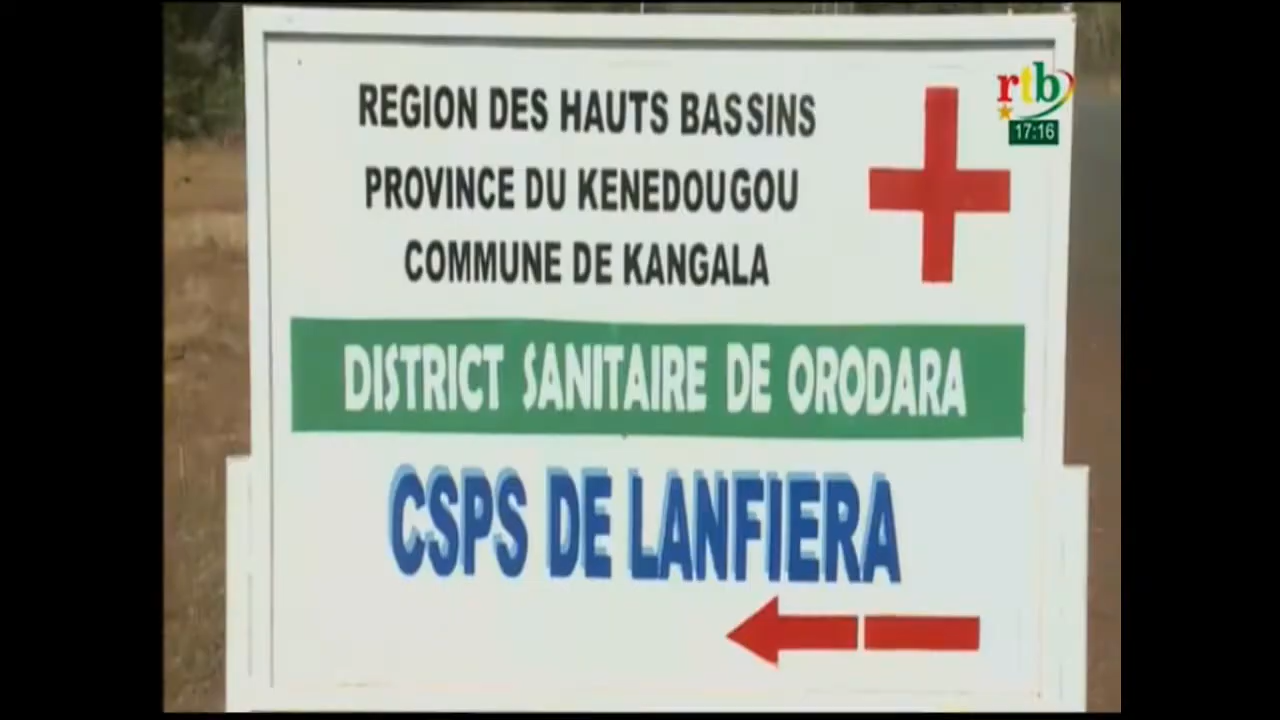 REGION DES HAUTS BASSINS
PROVINCE DU KENEDOUGOU
COMMUNE DE KANGALA
DISTRICT SANITAIRE DE ORODARA
CSPS DE LANFIERA
rtb
17:16